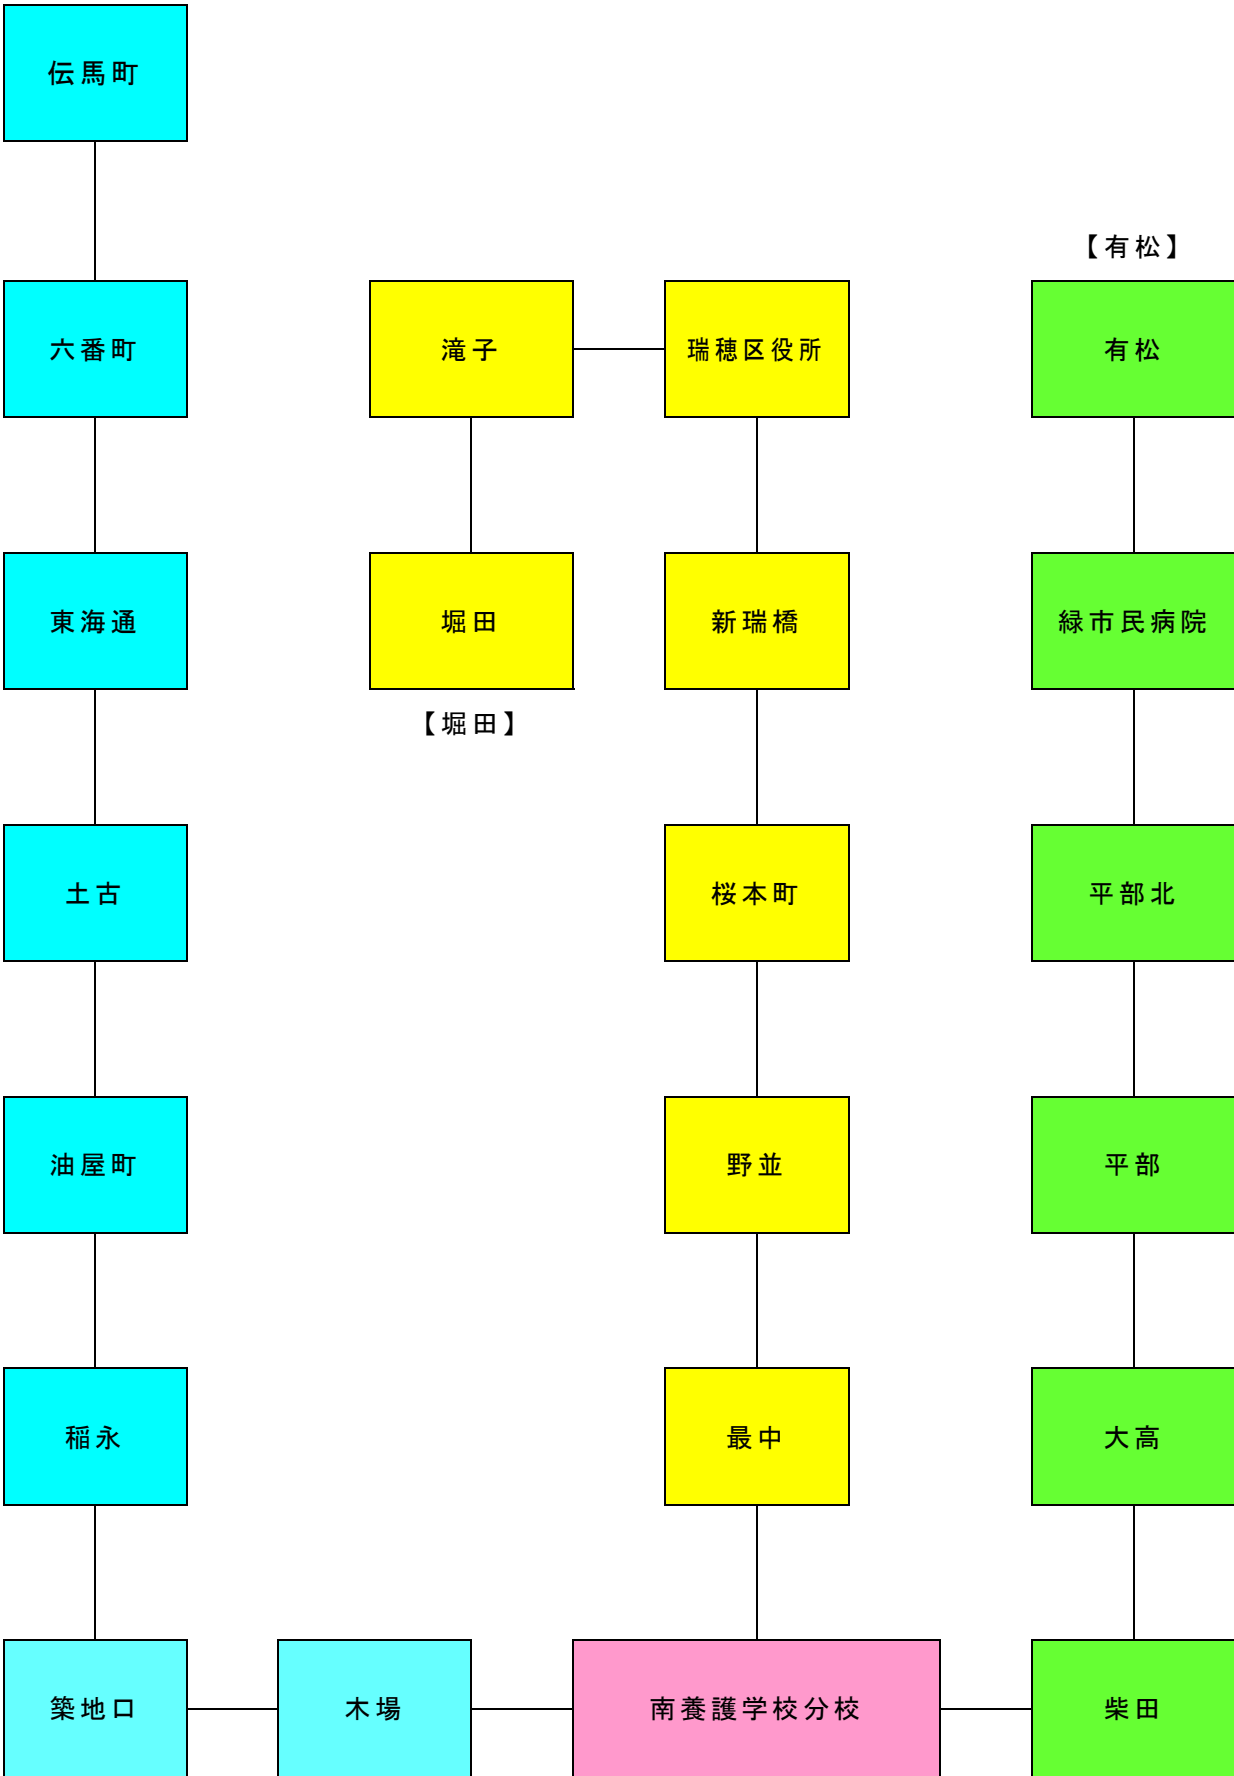 伝馬町
【有松】
六番町
滝子
瑞穂区役所
有松
東海通
堀田
新瑞橋
緑市民病院
【堀田】
土古
桜本町
平部北
油屋町
野並
平部
稲永
最中
大高
築地口
木場
南養護学校分校
柴田